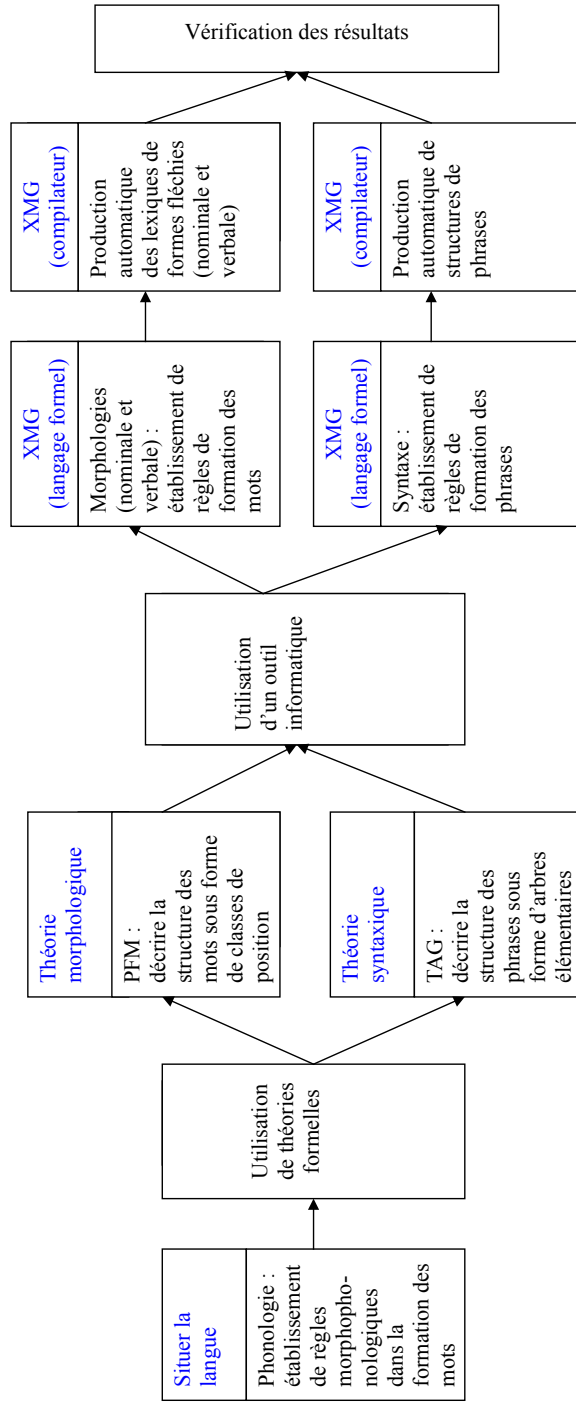 Situer la
langue
Phonologie :
établissement
de règles
morphopho-
nologiques
dans la
formation des
mots
Utilisation
de théories
formelles
Théorie
morphologique
PFM :
décrire la
structure des
mots sous forme
de classes de
position
Théorie
syntaxique
TAG :
décrire la
structure des
phrases sous
forme d’arbres
élémentaires
Utilisation
d’un outil
informatique
XMG
(langage formel)
Morphologies
(nominale et
verbale) :
établissement de
règles de
formation des
mots
XMG
(langage formel)
Syntaxe :
établissement de
règles de
formation des
phrases
XMG
(compilateur)
Production
automatique
des lexiques de
formes fléchies
(nominale et
verbale)
XMG
(compilateur)
Production
automatique de
structures de
phrases
Vérification des résultats